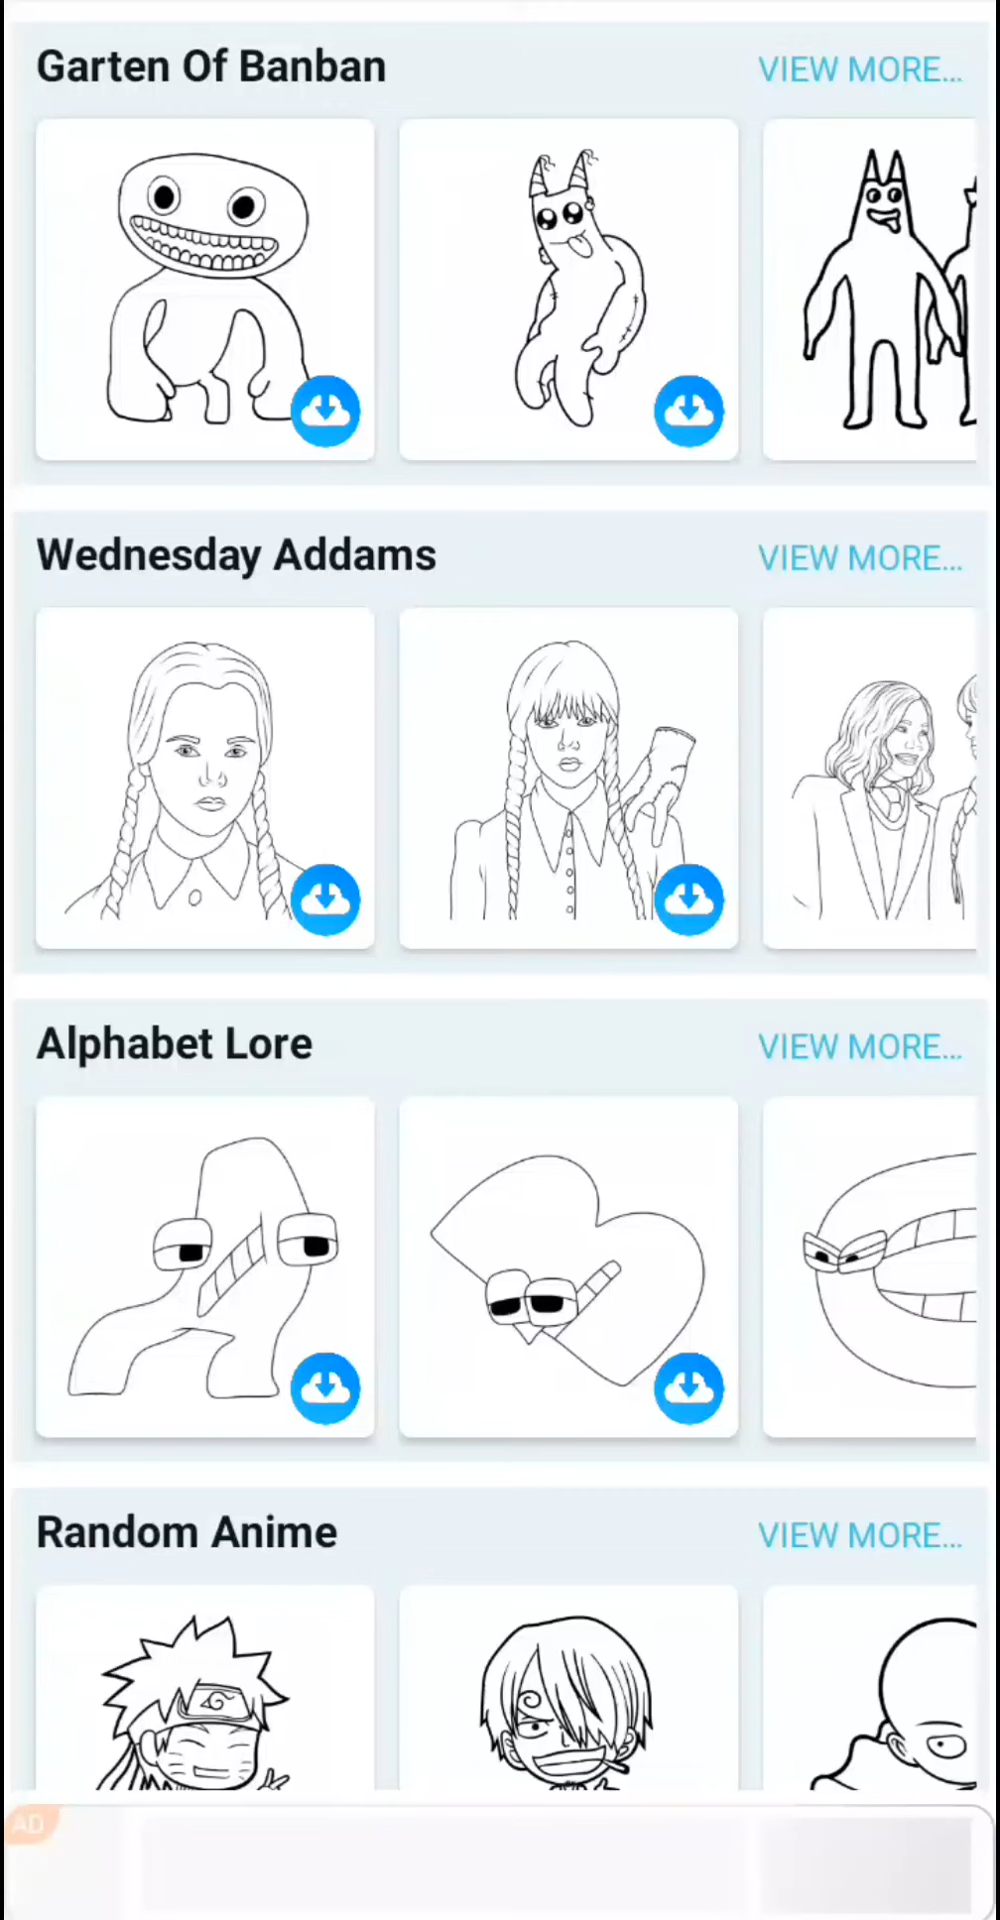 Garten Of Banban
VIEW MORE...
Wednesday Addams
VIEW MORE...
Alphabet Lore
VIEW MORE...
Random Anime
VIEW MORE...
AD